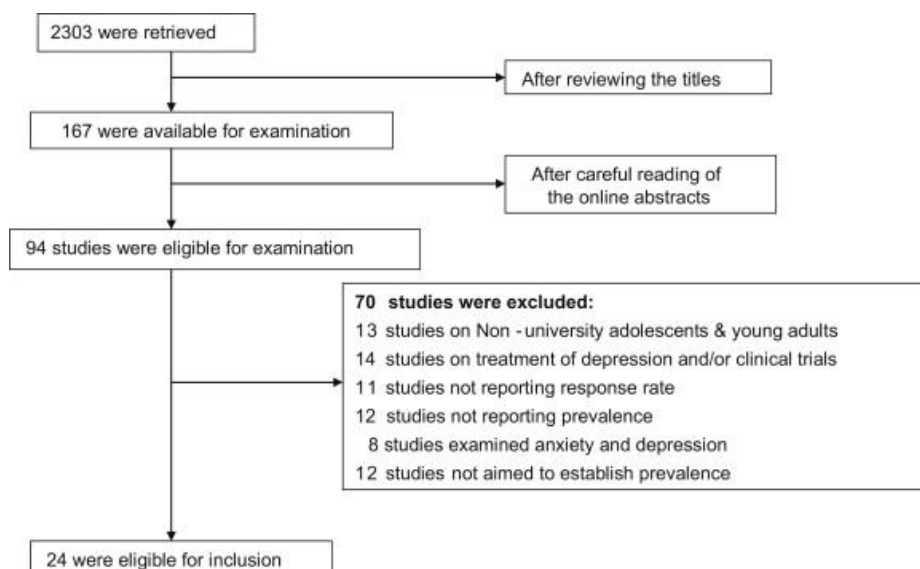 2303 were retrieved
After reviewing the titles
167 were available for examination
After careful reading of
the online abstracts
94 studies were eligible for examination
70 studies were excluded:
13 studies on Non - university adolescents & young adults
14 studies on treatment of depression and/or clinical trials
11 studies not reporting response rate
12 studies not reporting prevalence
8 studies examined anxiety and depression
12 studies not aimed to establish prevalence
24 were eligible for inclusion